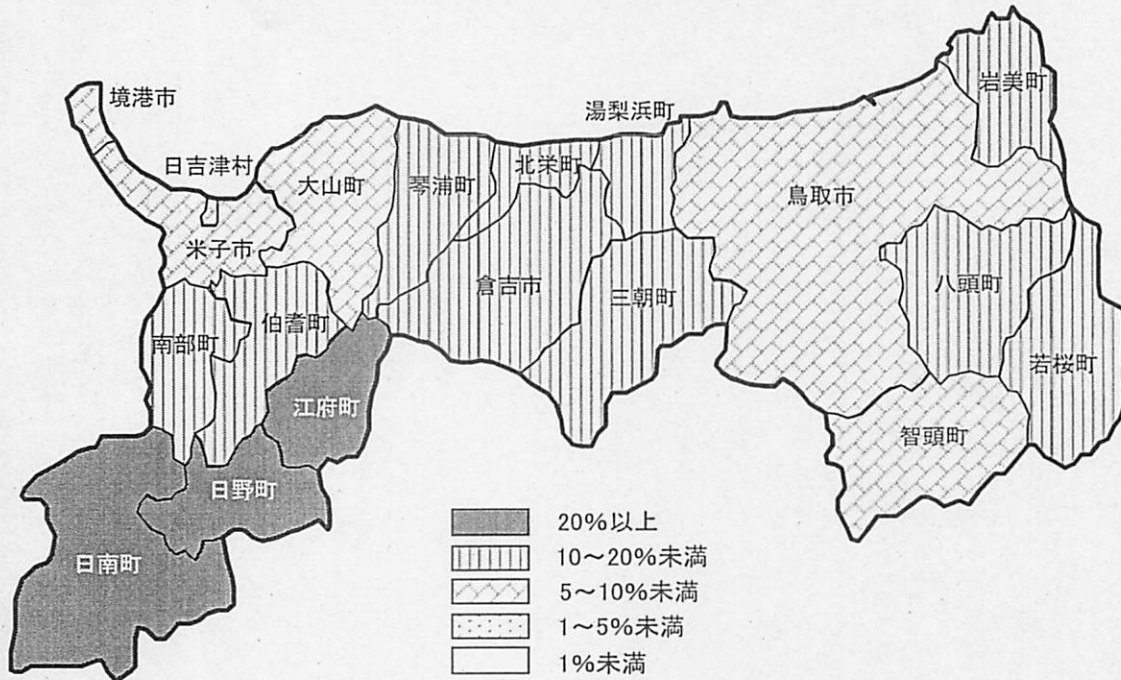 境港市
日吉津村
大山町
米子市
琴浦町
北栄町
湯梨浜町
鳥取市
岩美町
倉吉市
三朝町
八頭町
若桜町
智頭町
南部町
伯耆町
江府町
日野町
日南町
20%以上
10～20%未満
5～10%未満
1～5%未満
1%未満